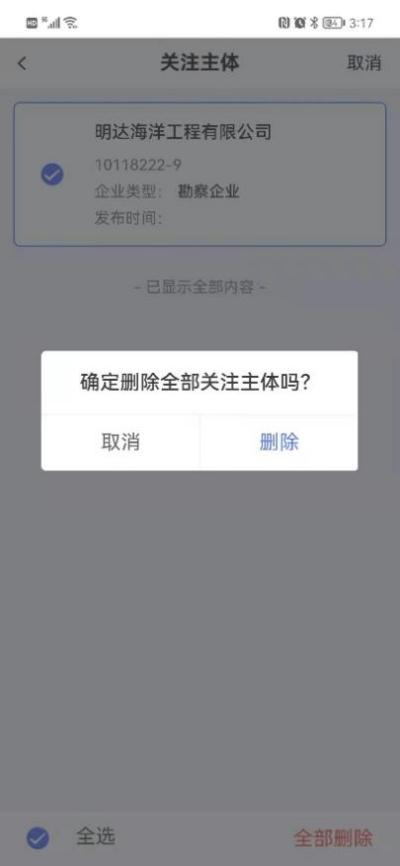 HD 3:17
关注主体
取消
明达海洋工程有限公司
10118222-9
企业类型： 勘察企业
发布时间：
- 已显示全部内容 -
确定删除全部关注主体吗？
取消
删除
全选
全部删除